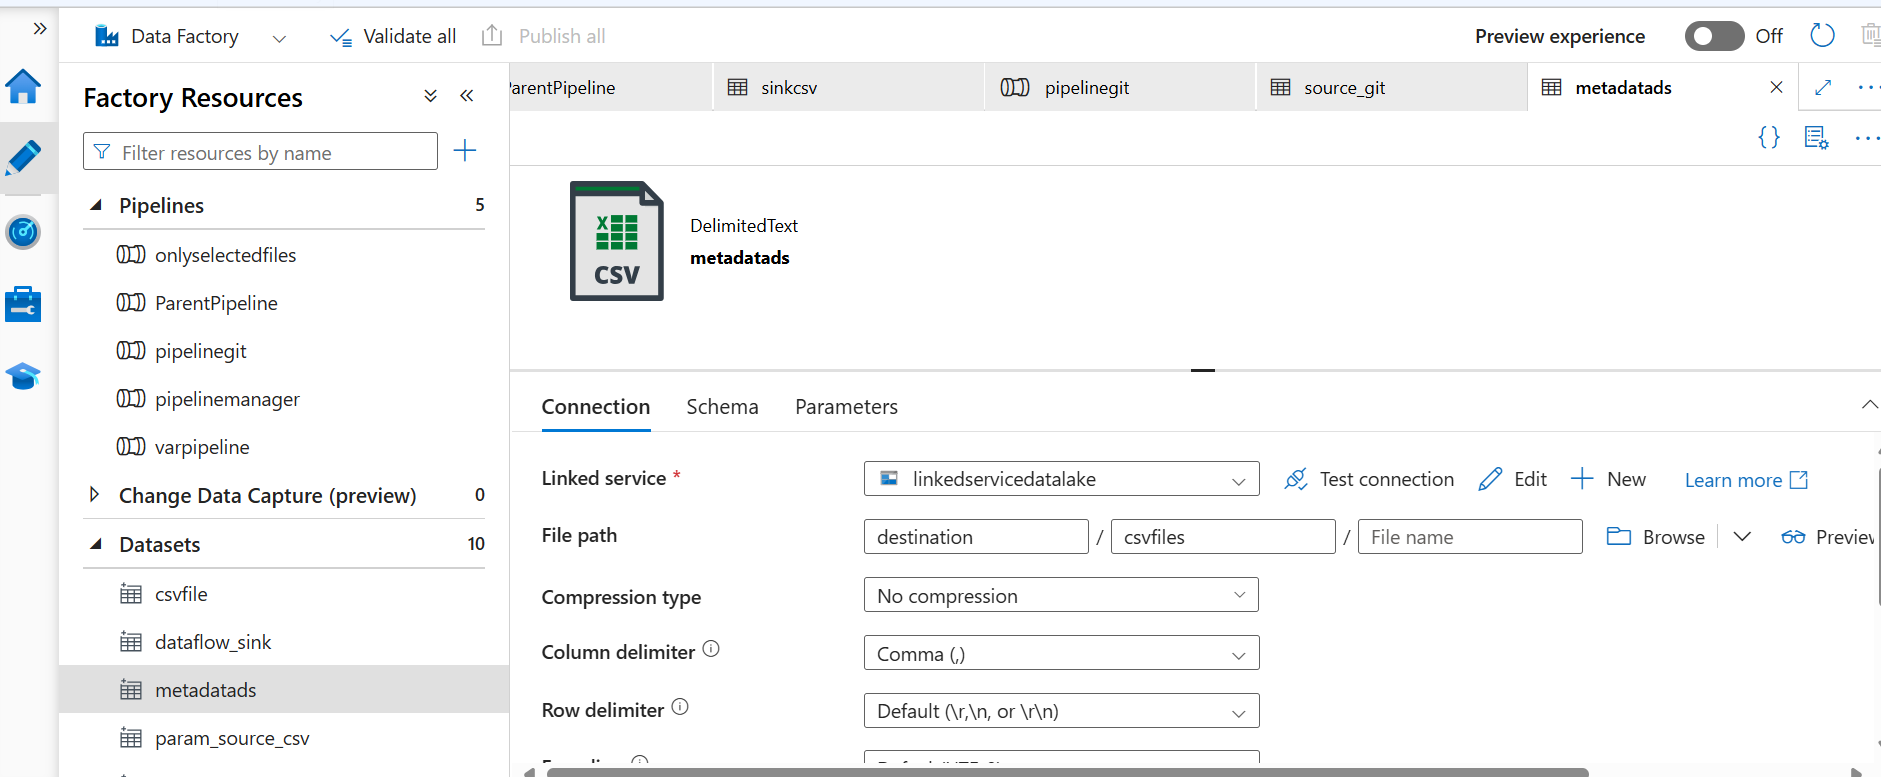 Data Factory
Validate all
Publish all
Preview experience
Off
Factory Resources
Filter resources by name
Pipelines 5
onlyselectedfiles
ParentPipeline
pipelinegit
pipelinemanager
varpipeline
Change Data Capture (preview) 0
Datasets 10
csvfile
dataflow_sink
metadatads
param_source_csv
ParentPipeline
sinkcsv
pipelinegit
source_git
metadatads
X
CSV
DelimitedText
metadatads
Connection Schema Parameters
Linked service * linkedservicedatalake Test connection Edit New Learn more
File path destination / csvfiles / File name Browse Preview
Compression type No compression
Column delimiter Comma (,)
Row delimiter Default (\r,\n, or \r\n)